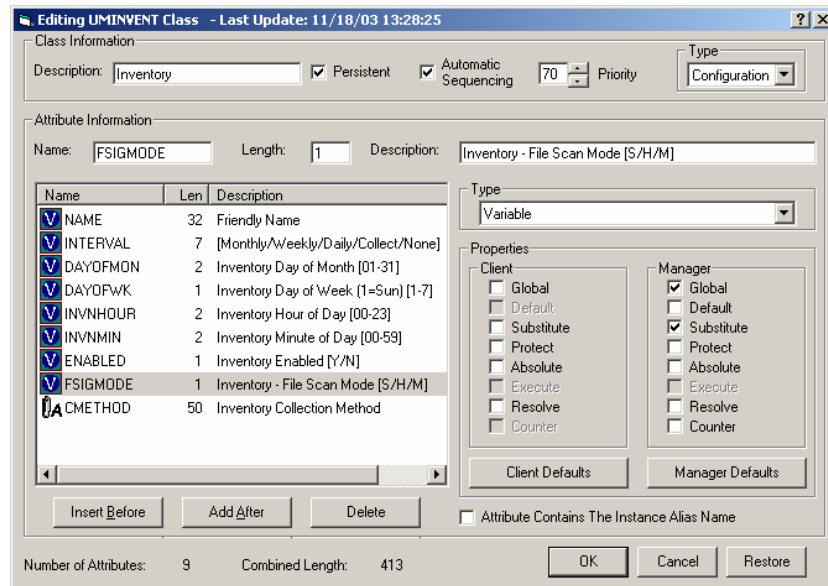 Editing UMINVENT Class - Last Update: 11/18/03 13:28:25
Class Information
Description: Inventory
Persistent
Automatic Sequencing
70 Priority
Type
Configuration
Attribute Information
Name: FSIGMODE Length: 1 Description: Inventory - File Scan Mode [S/H/M]
Name Len Description
V NAME 32 Friendly Name
V INTERVAL 7 [Monthly/Weekly/Daily/Collect/None]
V DAYOFMON 2 Inventory Day of Month [01-31]
V DAYOFWK 1 Inventory Day of Week (1=Sun) [1-7]
V INVNHOUR 2 Inventory Hour of Day [00-23]
V INVNMIN 2 Inventory Minute of Day [00-59]
V ENABLED 1 Inventory Enabled [Y/N]
V FSIGMODE 1 Inventory - File Scan Mode [S/H/M]
A CMETHOD 50 Inventory Collection Method
Type
Variable
Properties
Client
Global
Default
Substitute
Protect
Absolute
Execute
Resolve
Counter
Manager
Global
Default
Substitute
Protect
Absolute
Execute
Resolve
Counter
Client Defaults Manager Defaults
Insert Before Add After Delete
Attribute Contains The Instance Alias Name
Number of Attributes: 9 Combined Length: 413
OK Cancel Restore